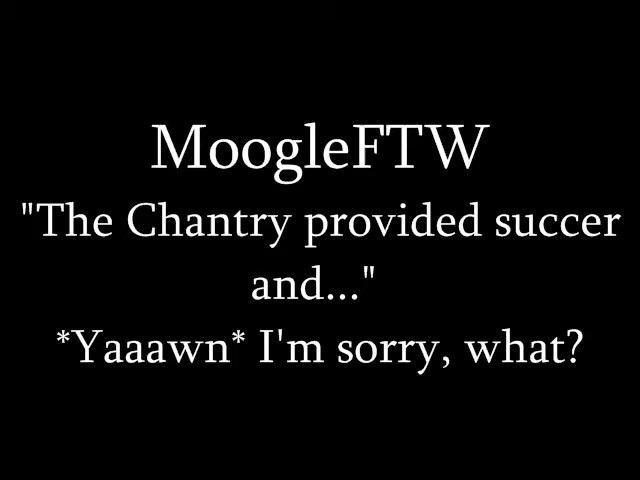 MoogleFTW
"The Chantry provided succer
and..."
*Yaaawn* I'm sorry, what?